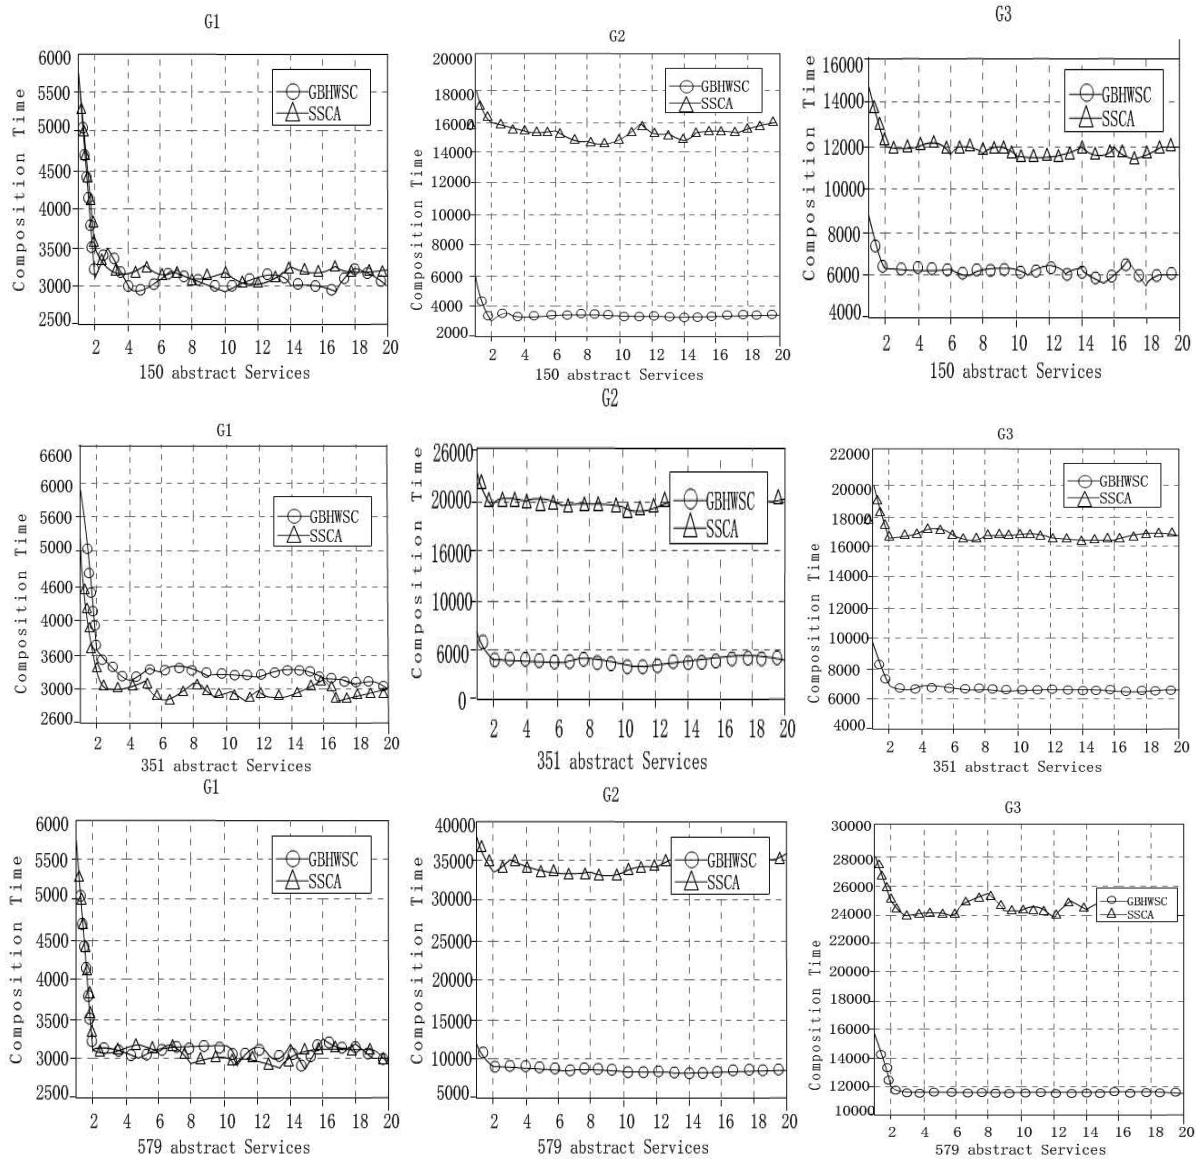 G1
Composition Time
6000
5500
5000
4500
4000
3500
3000
2500
GBHWSC
SSCA
2 4 6 8 10 12 14 16 18 20
150 abstract Services
G2
Composition Time
20000
18000
16000
14000
12000
10000
8000
6000
4000
2000
GBHWSC
SSCA
2 4 6 8 10 12 14 16 18 20
150 abstract Services
G3
Composition Time
16000
14000
12000
10000
8000
6000
4000
GBHWSC
SSCA
2 4 6 8 10 12 14 16 18 20
150 abstract Services
G1
Composition Time
6600
6000
5600
5000
4600
4000
3600
3000
2600
GBHWSC
SSCA
2 4 6 8 10 12 14 16 18 20
351 abstract Services
G2
Composition Time
26000
20000
16000
10000
6000
0
GBHWSC
SSCA
2 4 6 8 10 12 14 16 18 20
351 abstract Services
G3
Composition Time
22000
20000
18000
16000
14000
12000
10000
8000
6000
4000
GBHWSC
SSCA
2 4 6 8 10 12 14 16 18 20
351 abstract Services
G1
Composition Time
6000
5500
5000
4500
4000
3500
3000
2500
GBHWSC
SSCA
2 4 6 8 10 12 14 16 18 20
579 abstract Services
G2
Composition Time
40000
35000
30000
25000
20000
15000
10000
5000
GBHWSC
SSCA
2 4 6 8 10 12 14 16 18 20
579 abstract Services
G3
Composition Time
30000
28000
26000
24000
22000
20000
18000
16000
14000
12000
10000
GBHWSC
SSCA
2 4 6 8 10 12 14 16 18 20
579 abstract Services